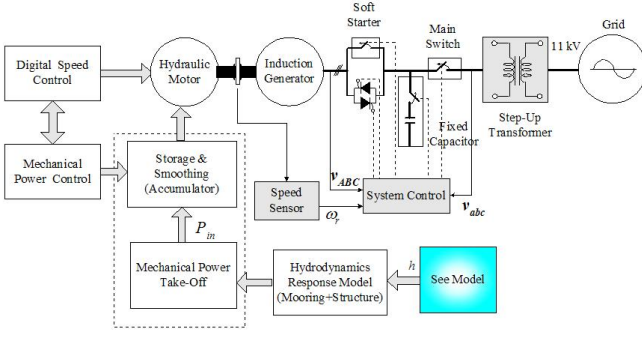 Soft
Starter
Main
Switch
Grid
11 kV
Digital Speed
Control
Hydraulic
Motor
Induction
Generator
Step-Up
Transformer
Fixed
Capacitor
Mechanical
Power Control
Storage &
Smoothing
(Accumulator)
v_ABC
Speed
Sensor
ω_r
System Control
v_abc
P_in
Mechanical Power
Take-Off
Hydrodynamics
Response Model
(Mooring+Structure)
h
See Model